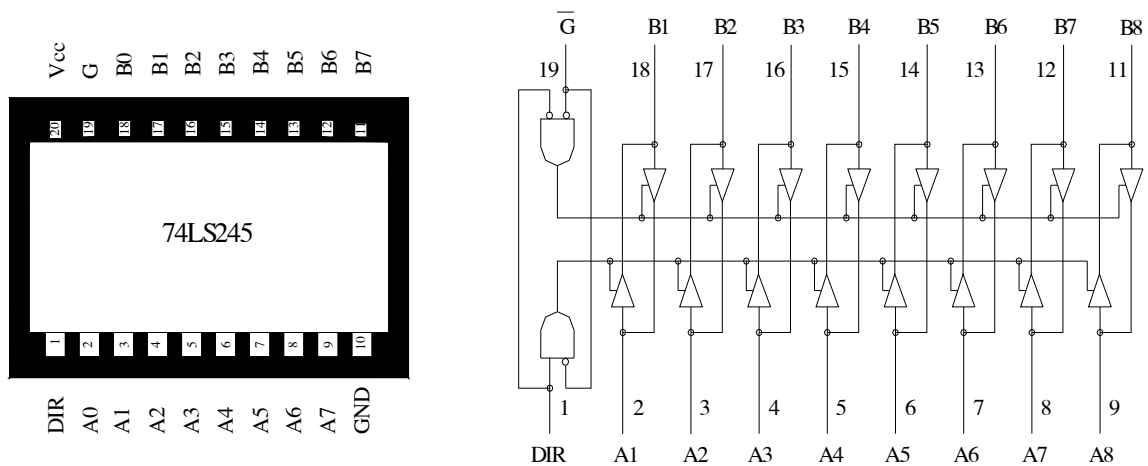 Vcc G B0 B1 B2 B3 B4 B5 B6 B7
20 19 18 17 16 15 14 13 12 11
74LS245
1 2 3 4 5 6 7 8 9 10
DIR A0 A1 A2 A3 A4 A5 A6 A7 GND
G̅ B1 B2 B3 B4 B5 B6 B7 B8
19 18 17 16 15 14 13 12 11
1 2 3 4 5 6 7 8 9
DIR A1 A2 A3 A4 A5 A6 A7 A8